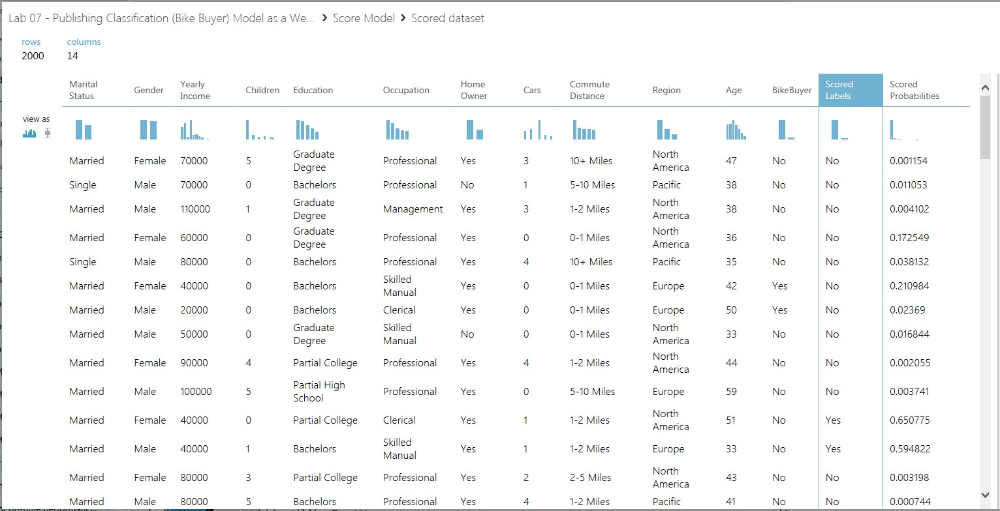 Lab 07 - Publishing Classification (Bike Buyer) Model as a We... › Score Model › Scored dataset
rows columns
2000 14
Marital Status Gender Yearly Income Children Education Occupation Home Owner Cars Commute Distance Region Age BikeBuyer Scored Labels Scored Probabilities
view as
Married Female 70000 5 Graduate Degree Professional Yes 3 10+ Miles North America 47 No No 0.001154
Single Male 70000 0 Bachelors Professional No 1 5-10 Miles Pacific 38 No No 0.011053
Married Male 110000 1 Graduate Degree Management Yes 3 1-2 Miles North America 38 No No 0.004102
Married Female 60000 0 Graduate Degree Professional Yes 0 0-1 Miles North America 36 No No 0.172549
Single Male 80000 0 Bachelors Professional Yes 4 10+ Miles Pacific 35 No No 0.038132
Married Female 40000 0 Bachelors Skilled Manual Yes 0 0-1 Miles Europe 42 Yes No 0.210984
Married Male 20000 0 Bachelors Clerical Yes 0 0-1 Miles Europe 50 Yes No 0.02369
Married Male 50000 0 Graduate Degree Skilled Manual No 0 0-1 Miles North America 33 No No 0.016844
Married Female 90000 4 Partial College Professional Yes 4 1-2 Miles North America 44 No No 0.002055
Married Male 100000 5 Partial High School Professional Yes 0 5-10 Miles Europe 59 No No 0.003741
Married Female 40000 0 Partial College Clerical Yes 1 1-2 Miles North America 51 No Yes 0.650775
Married Male 40000 1 Bachelors Skilled Manual Yes 1 1-2 Miles Europe 33 No Yes 0.594822
Married Female 80000 3 Partial College Professional Yes 2 2-5 Miles North America 43 No No 0.003198
Married Male 80000 5 Bachelors Professional Yes 4 1-2 Miles Pacific 41 No No 0.000744